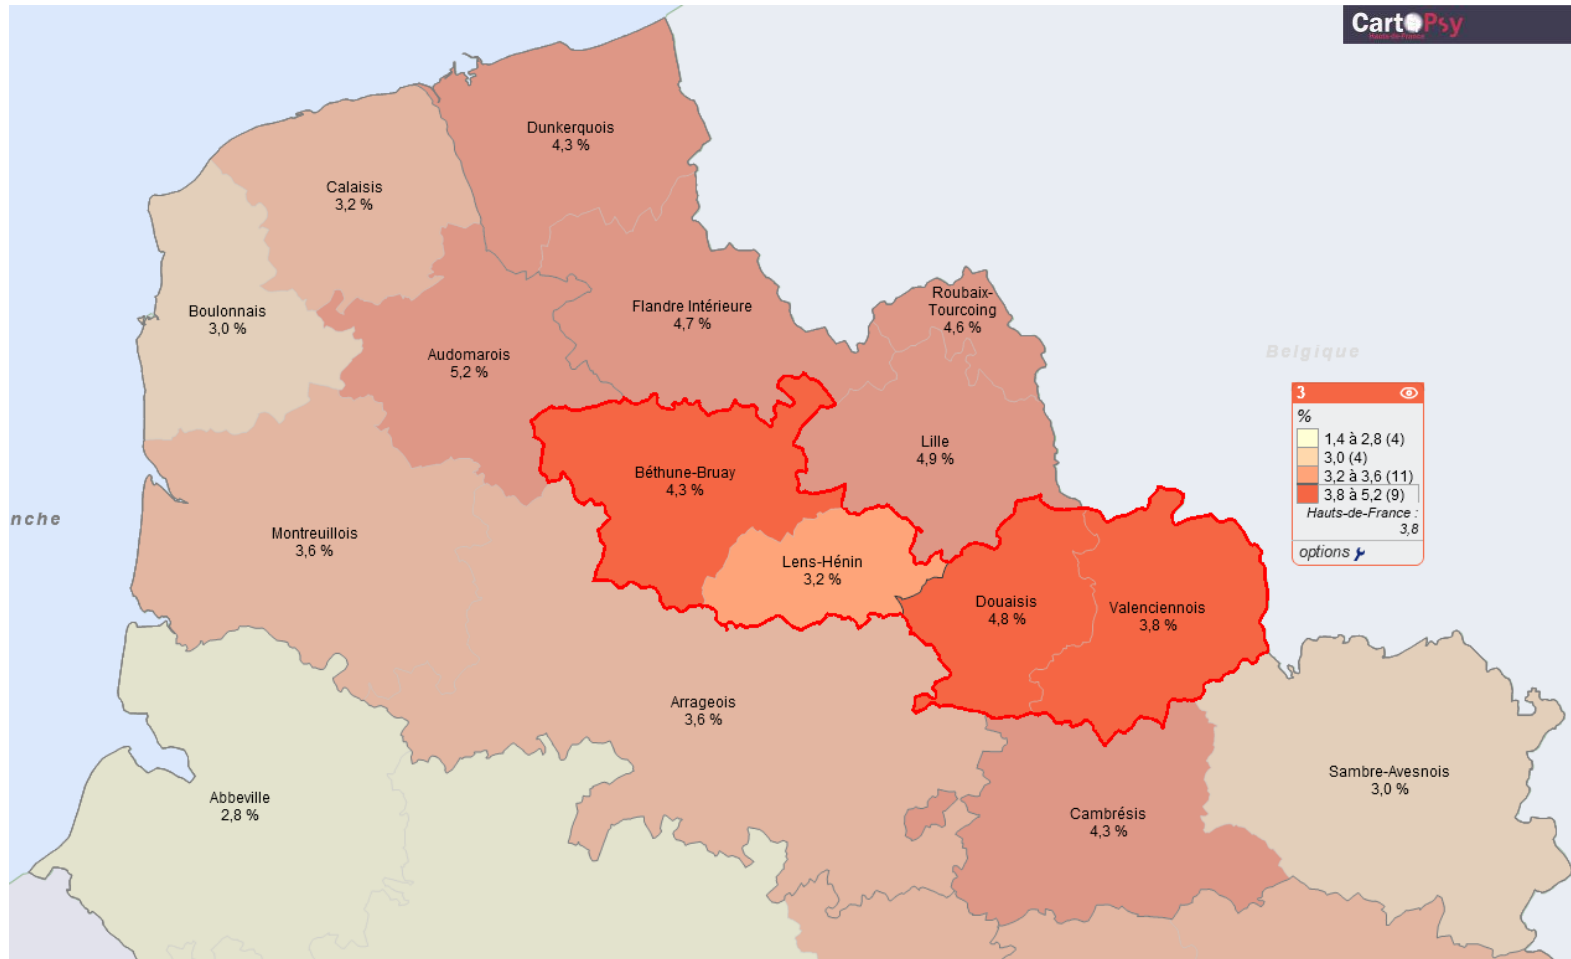 CartoPsy
Hauts-de-France
Dunkerquois
4,3 %
Calaisis
3,2 %
Boulonnais
3,0 %
Flandre Intérieure
4,7 %
Roubaix-
Tourcoing
4,6 %
Audomarois
5,2 %
Belgique
Lille
4,9 %
Béthune-Bruay
4,3 %
3
%
1,4 à 2,8 (4)
3,0 (4)
3,2 à 3,6 (11)
3,8 à 5,2 (9)
Hauts-de-France :
3,8
options
nche
Montreuillois
3,6 %
Lens-Hénin
3,2 %
Douaisis
4,8 %
Valenciennois
3,8 %
Arrageois
3,6 %
Abbeville
2,8 %
Cambrésis
4,3 %
Sambre-Avesnois
3,0 %